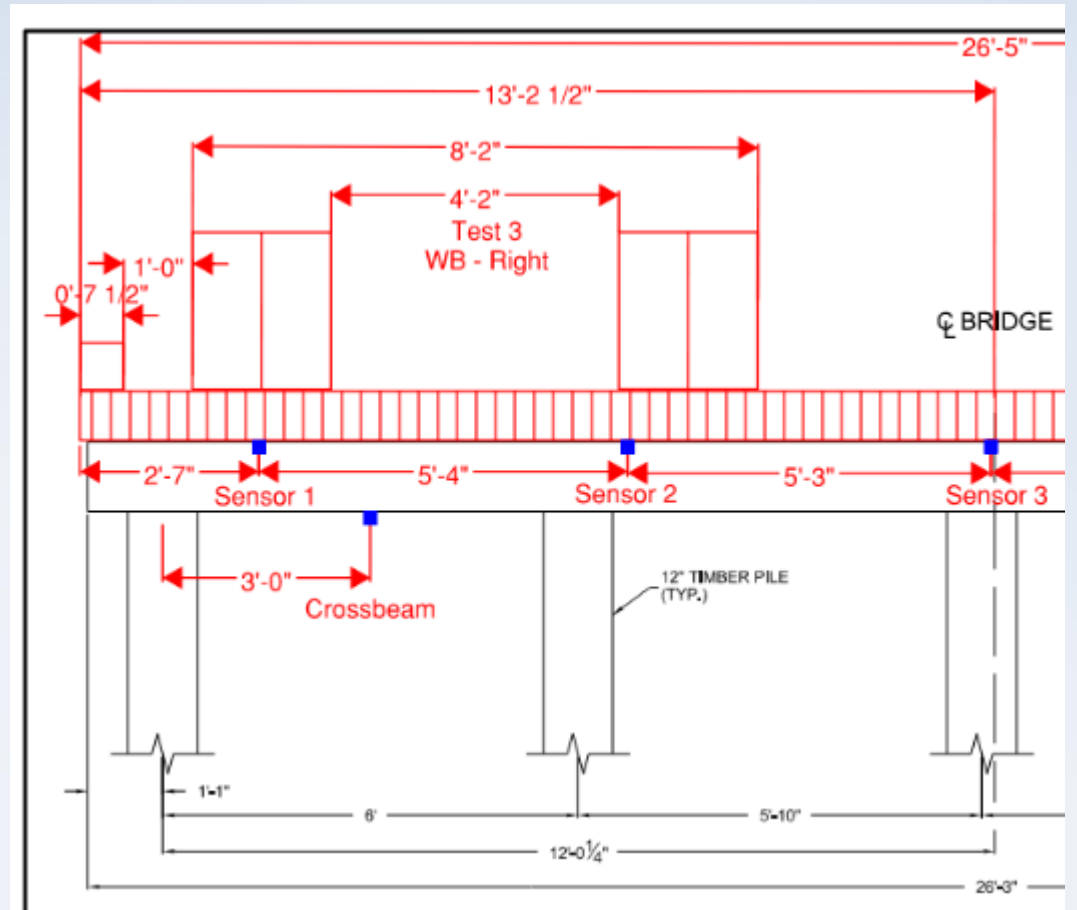 26'-5"
13'-2 1/2"
8'-2"
4'-2"
Test 3
WB - Right
1'-0"
0'-7 1/2"
℄ BRIDGE
2'-7"
5'-4"
5'-3"
Sensor 1
Sensor 2
Sensor 3
3'-0"
Crossbeam
12" TIMBER PILE
(TYP.)
1'-1"
6'
5'-10"
12'-0¼"
26'-3"